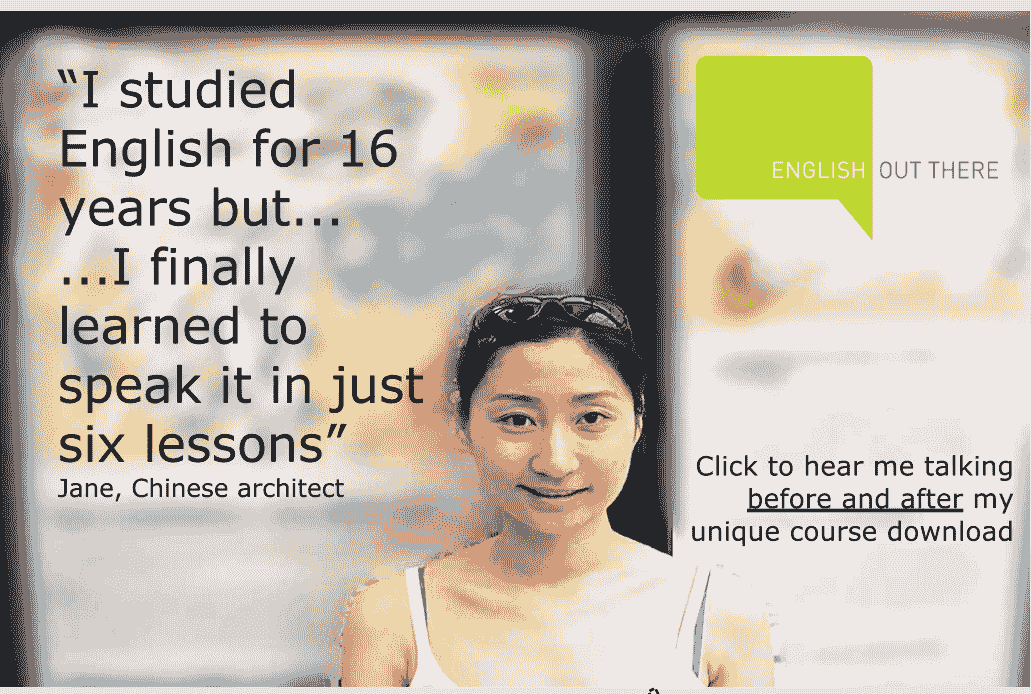 “I studied
English for 16
years but...
...I finally
learned to
speak it in just
six lessons”
Jane, Chinese architect
ENGLISH OUT THERE
Click to hear me talking
before and after my
unique course download